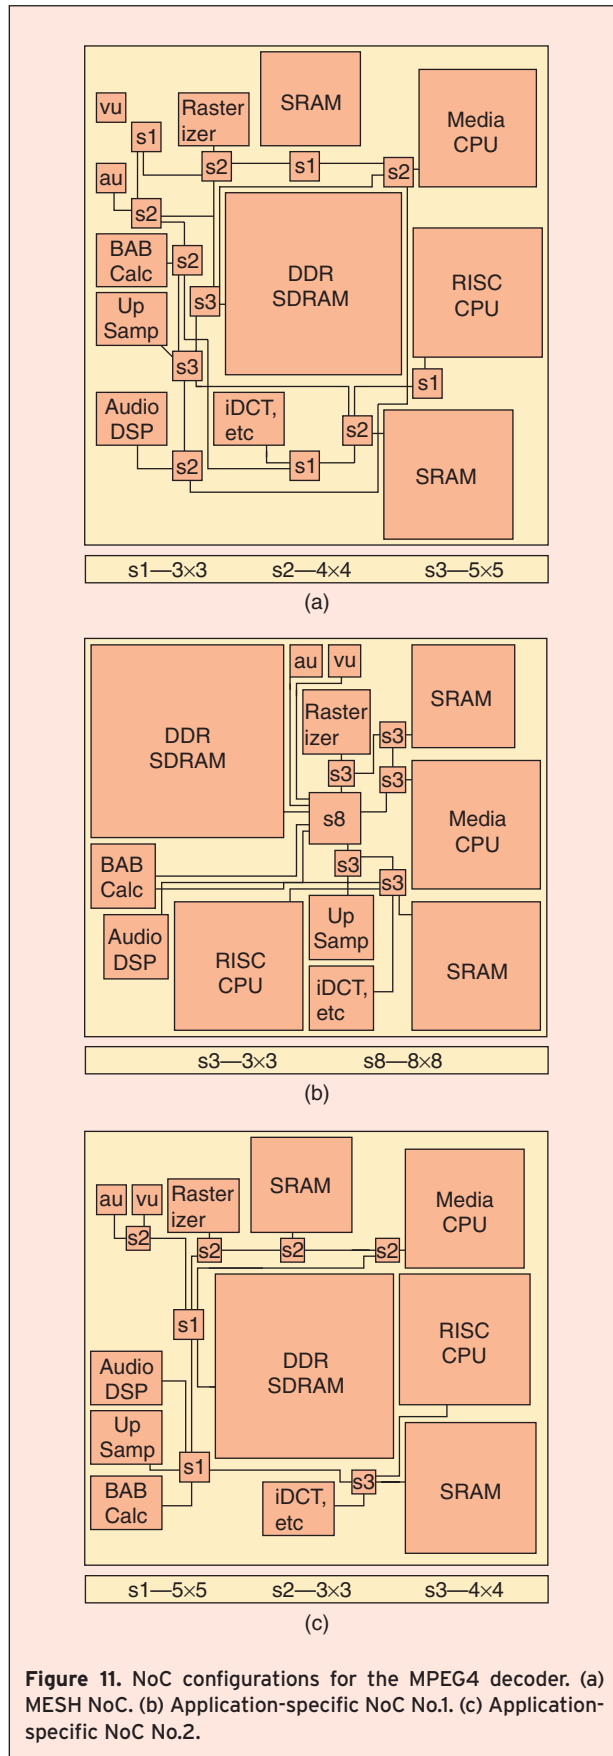 vu
s1
Raster
izer
SRAM
Media
CPU
s2
s1
s2
au
s2
BAB
Calc
s2
DDR
SDRAM
RISC
CPU
Up
Samp
s3
s3
s1
Audio
DSP
iDCT,
etc
s2
s2
s1
SRAM
s1—3×3 s2—4×4 s3—5×5
(a)
DDR
SDRAM
au
vu
SRAM
Raster
izer
s3
s3
s3
s8
Media
CPU
BAB
Calc
s3
s3
Audio
DSP
RISC
CPU
Up
Samp
SRAM
iDCT,
etc
s3—3×3 s8—8×8
(b)
au
vu
Raster
izer
SRAM
Media
CPU
s2
s2
s2
s2
s1
DDR
SDRAM
RISC
CPU
Audio
DSP
Up
Samp
s1
s3
BAB
Calc
iDCT,
etc
SRAM
s1—5×5 s2—3×3 s3—4×4
(c)
Figure 11. NoC configurations for the MPEG4 decoder. (a)
MESH NoC. (b) Application-specific NoC No.1. (c) Application-
specific NoC No.2.